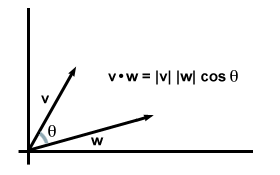 v • w = |v| |w| cos θ
v
θ
w